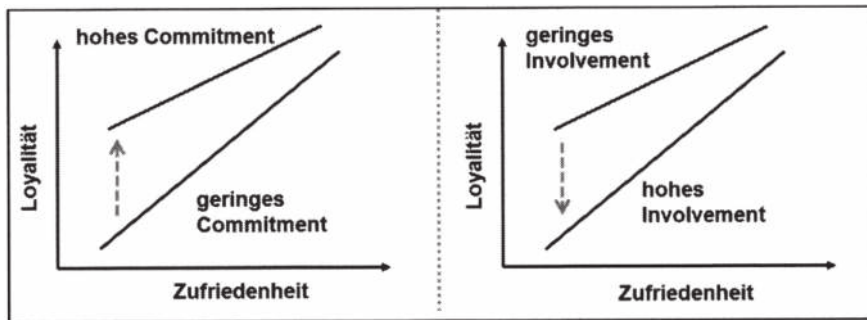 hohes Commitment
geringes
Commitment
Loyalität
Zufriedenheit
geringes
Involvement
hohes
Involvement
Loyalität
Zufriedenheit